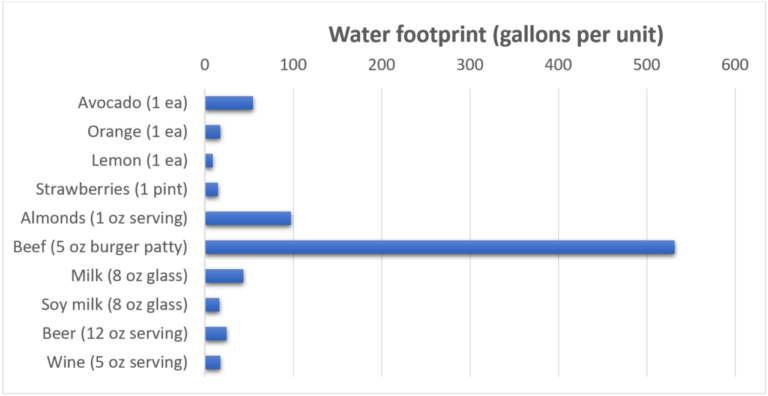 Water footprint (gallons per unit)
0 100 200 300 400 500 600
Avocado (1 ea)
Orange (1 ea)
Lemon (1 ea)
Strawberries (1 pint)
Almonds (1 oz serving)
Beef (5 oz burger patty)
Milk (8 oz glass)
Soy milk (8 oz glass)
Beer (12 oz serving)
Wine (5 oz serving)